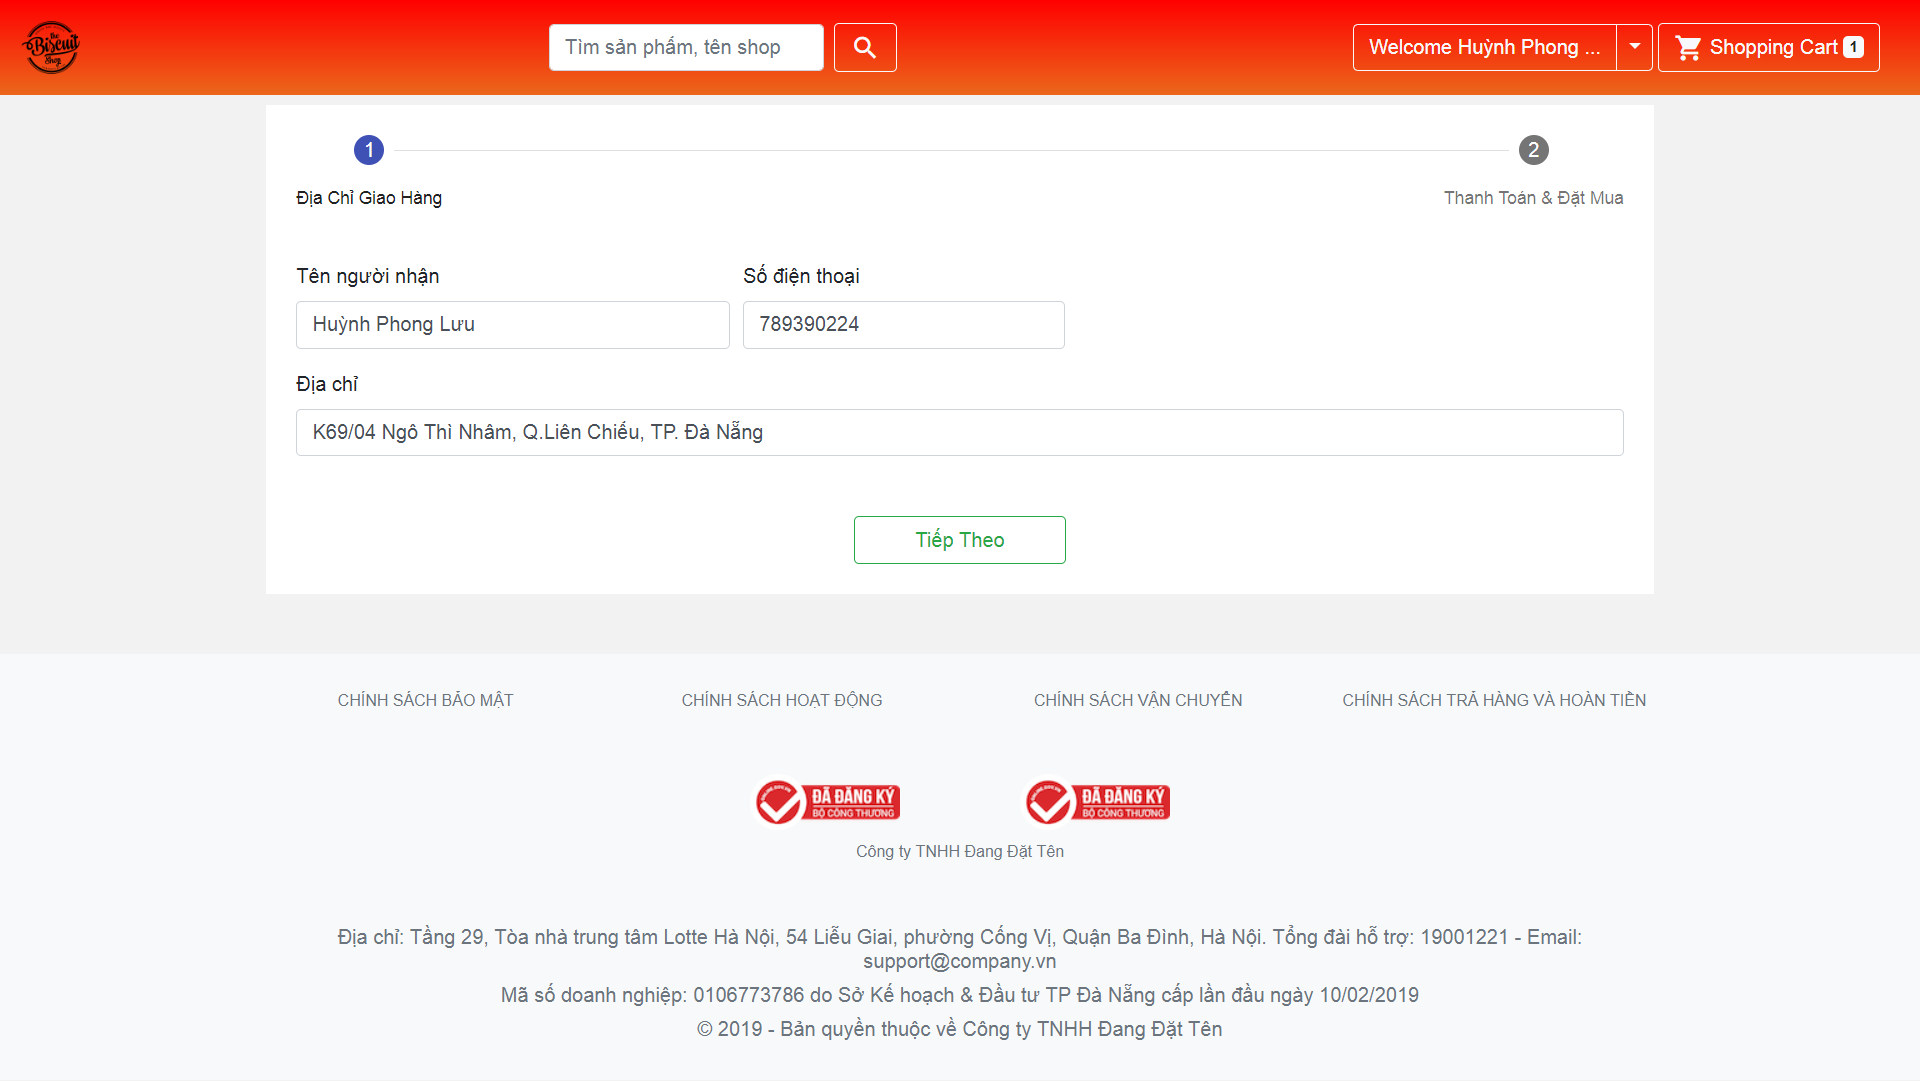 the
Biscuit
Shop
Tìm sản phẩm, tên shop
Welcome Huỳnh Phong ...
Shopping Cart 1
1
2
Địa Chỉ Giao Hàng
Thanh Toán & Đặt Mua
Tên người nhận
Số điện thoại
Huỳnh Phong Lưu
789390224
Địa chỉ
K69/04 Ngô Thì Nhâm, Q.Liên Chiếu, TP. Đà Nẵng
Tiếp Theo
CHÍNH SÁCH BẢO MẬT
CHÍNH SÁCH HOẠT ĐỘNG
CHÍNH SÁCH VẬN CHUYỂN
CHÍNH SÁCH TRẢ HÀNG VÀ HOÀN TIỀN
ONLINE.GOV.VN
ĐÃ ĐĂNG KÝ
BỘ CÔNG THƯƠNG
ONLINE.GOV.VN
ĐÃ ĐĂNG KÝ
BỘ CÔNG THƯƠNG
Công ty TNHH Đang Đặt Tên
Địa chỉ: Tầng 29, Tòa nhà trung tâm Lotte Hà Nội, 54 Liễu Giai, phường Cống Vị, Quận Ba Đình, Hà Nội. Tổng đài hỗ trợ: 19001221 - Email:
support@company.vn
Mã số doanh nghiệp: 0106773786 do Sở Kế hoạch & Đầu tư TP Đà Nẵng cấp lần đầu ngày 10/02/2019
© 2019 - Bản quyền thuộc về Công ty TNHH Đang Đặt Tên